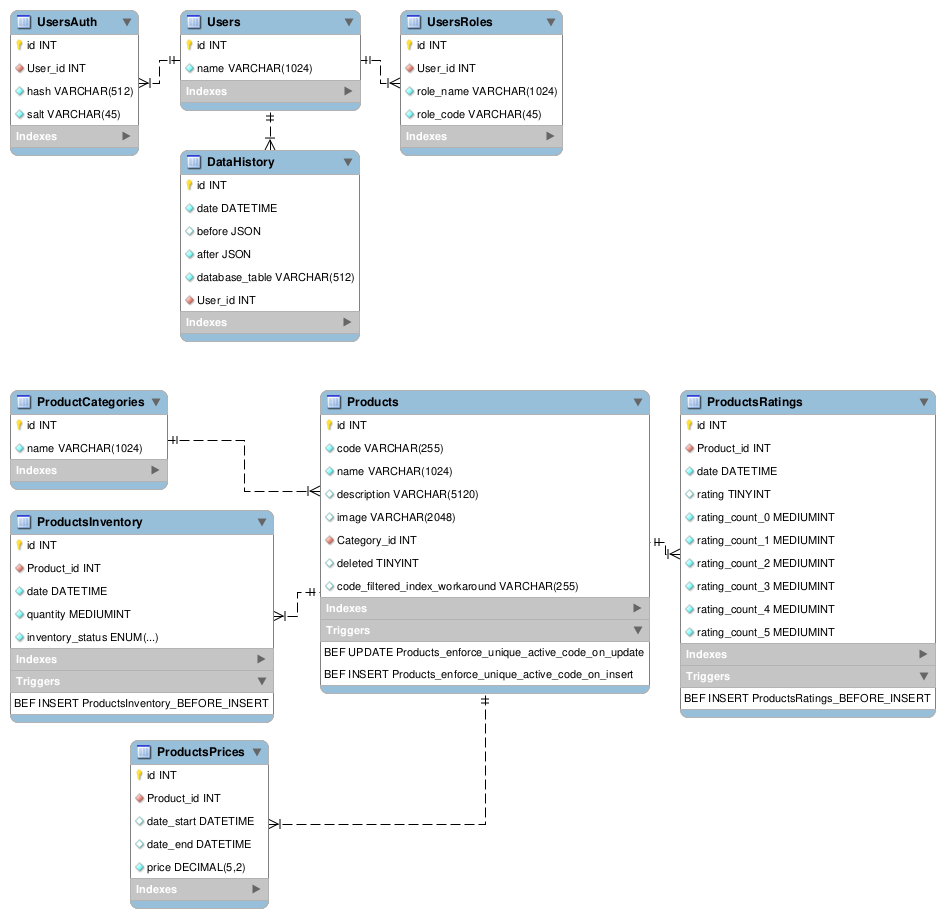 UsersAuth
id INT
User_id INT
hash VARCHAR(512)
salt VARCHAR(45)
Indexes
Users
id INT
name VARCHAR(1024)
Indexes
UsersRoles
id INT
User_id INT
role_name VARCHAR(1024)
role_code VARCHAR(45)
Indexes
DataHistory
id INT
date DATETIME
before JSON
after JSON
database_table VARCHAR(512)
User_id INT
Indexes
ProductCategories
id INT
name VARCHAR(1024)
Indexes
Products
id INT
code VARCHAR(255)
name VARCHAR(1024)
description VARCHAR(5120)
image VARCHAR(2048)
Category_id INT
deleted TINYINT
code_filtered_index_workaround VARCHAR(255)
Indexes
Triggers
BEF UPDATE Products_enforce_unique_active_code_on_update
BEF INSERT Products_enforce_unique_active_code_on_insert
ProductsRatings
id INT
Product_id INT
date DATETIME
rating TINYINT
rating_count_0 MEDIUMINT
rating_count_1 MEDIUMINT
rating_count_2 MEDIUMINT
rating_count_3 MEDIUMINT
rating_count_4 MEDIUMINT
rating_count_5 MEDIUMINT
Indexes
Triggers
BEF INSERT ProductsRatings_BEFORE_INSERT
ProductsInventory
id INT
Product_id INT
date DATETIME
quantity MEDIUMINT
inventory_status ENUM(...)
Indexes
Triggers
BEF INSERT ProductsInventory_BEFORE_INSERT
ProductsPrices
id INT
Product_id INT
date_start DATETIME
date_end DATETIME
price DECIMAL(5,2)
Indexes